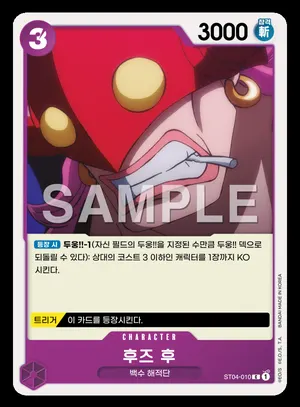 3
3000
참격
斬
SAMPLE
등장 시 두웅!!-1(자신 필드의 두웅!!을 지정된 수만큼 두웅!! 덱으로
되돌릴 수 있다): 상대의 코스트 3 이하인 캐릭터를 1장까지 KO
시킨다.
트리거 이 카드를 등장시킨다.
CHARACTER
후즈 후
백수 해적단
ST04-010
1